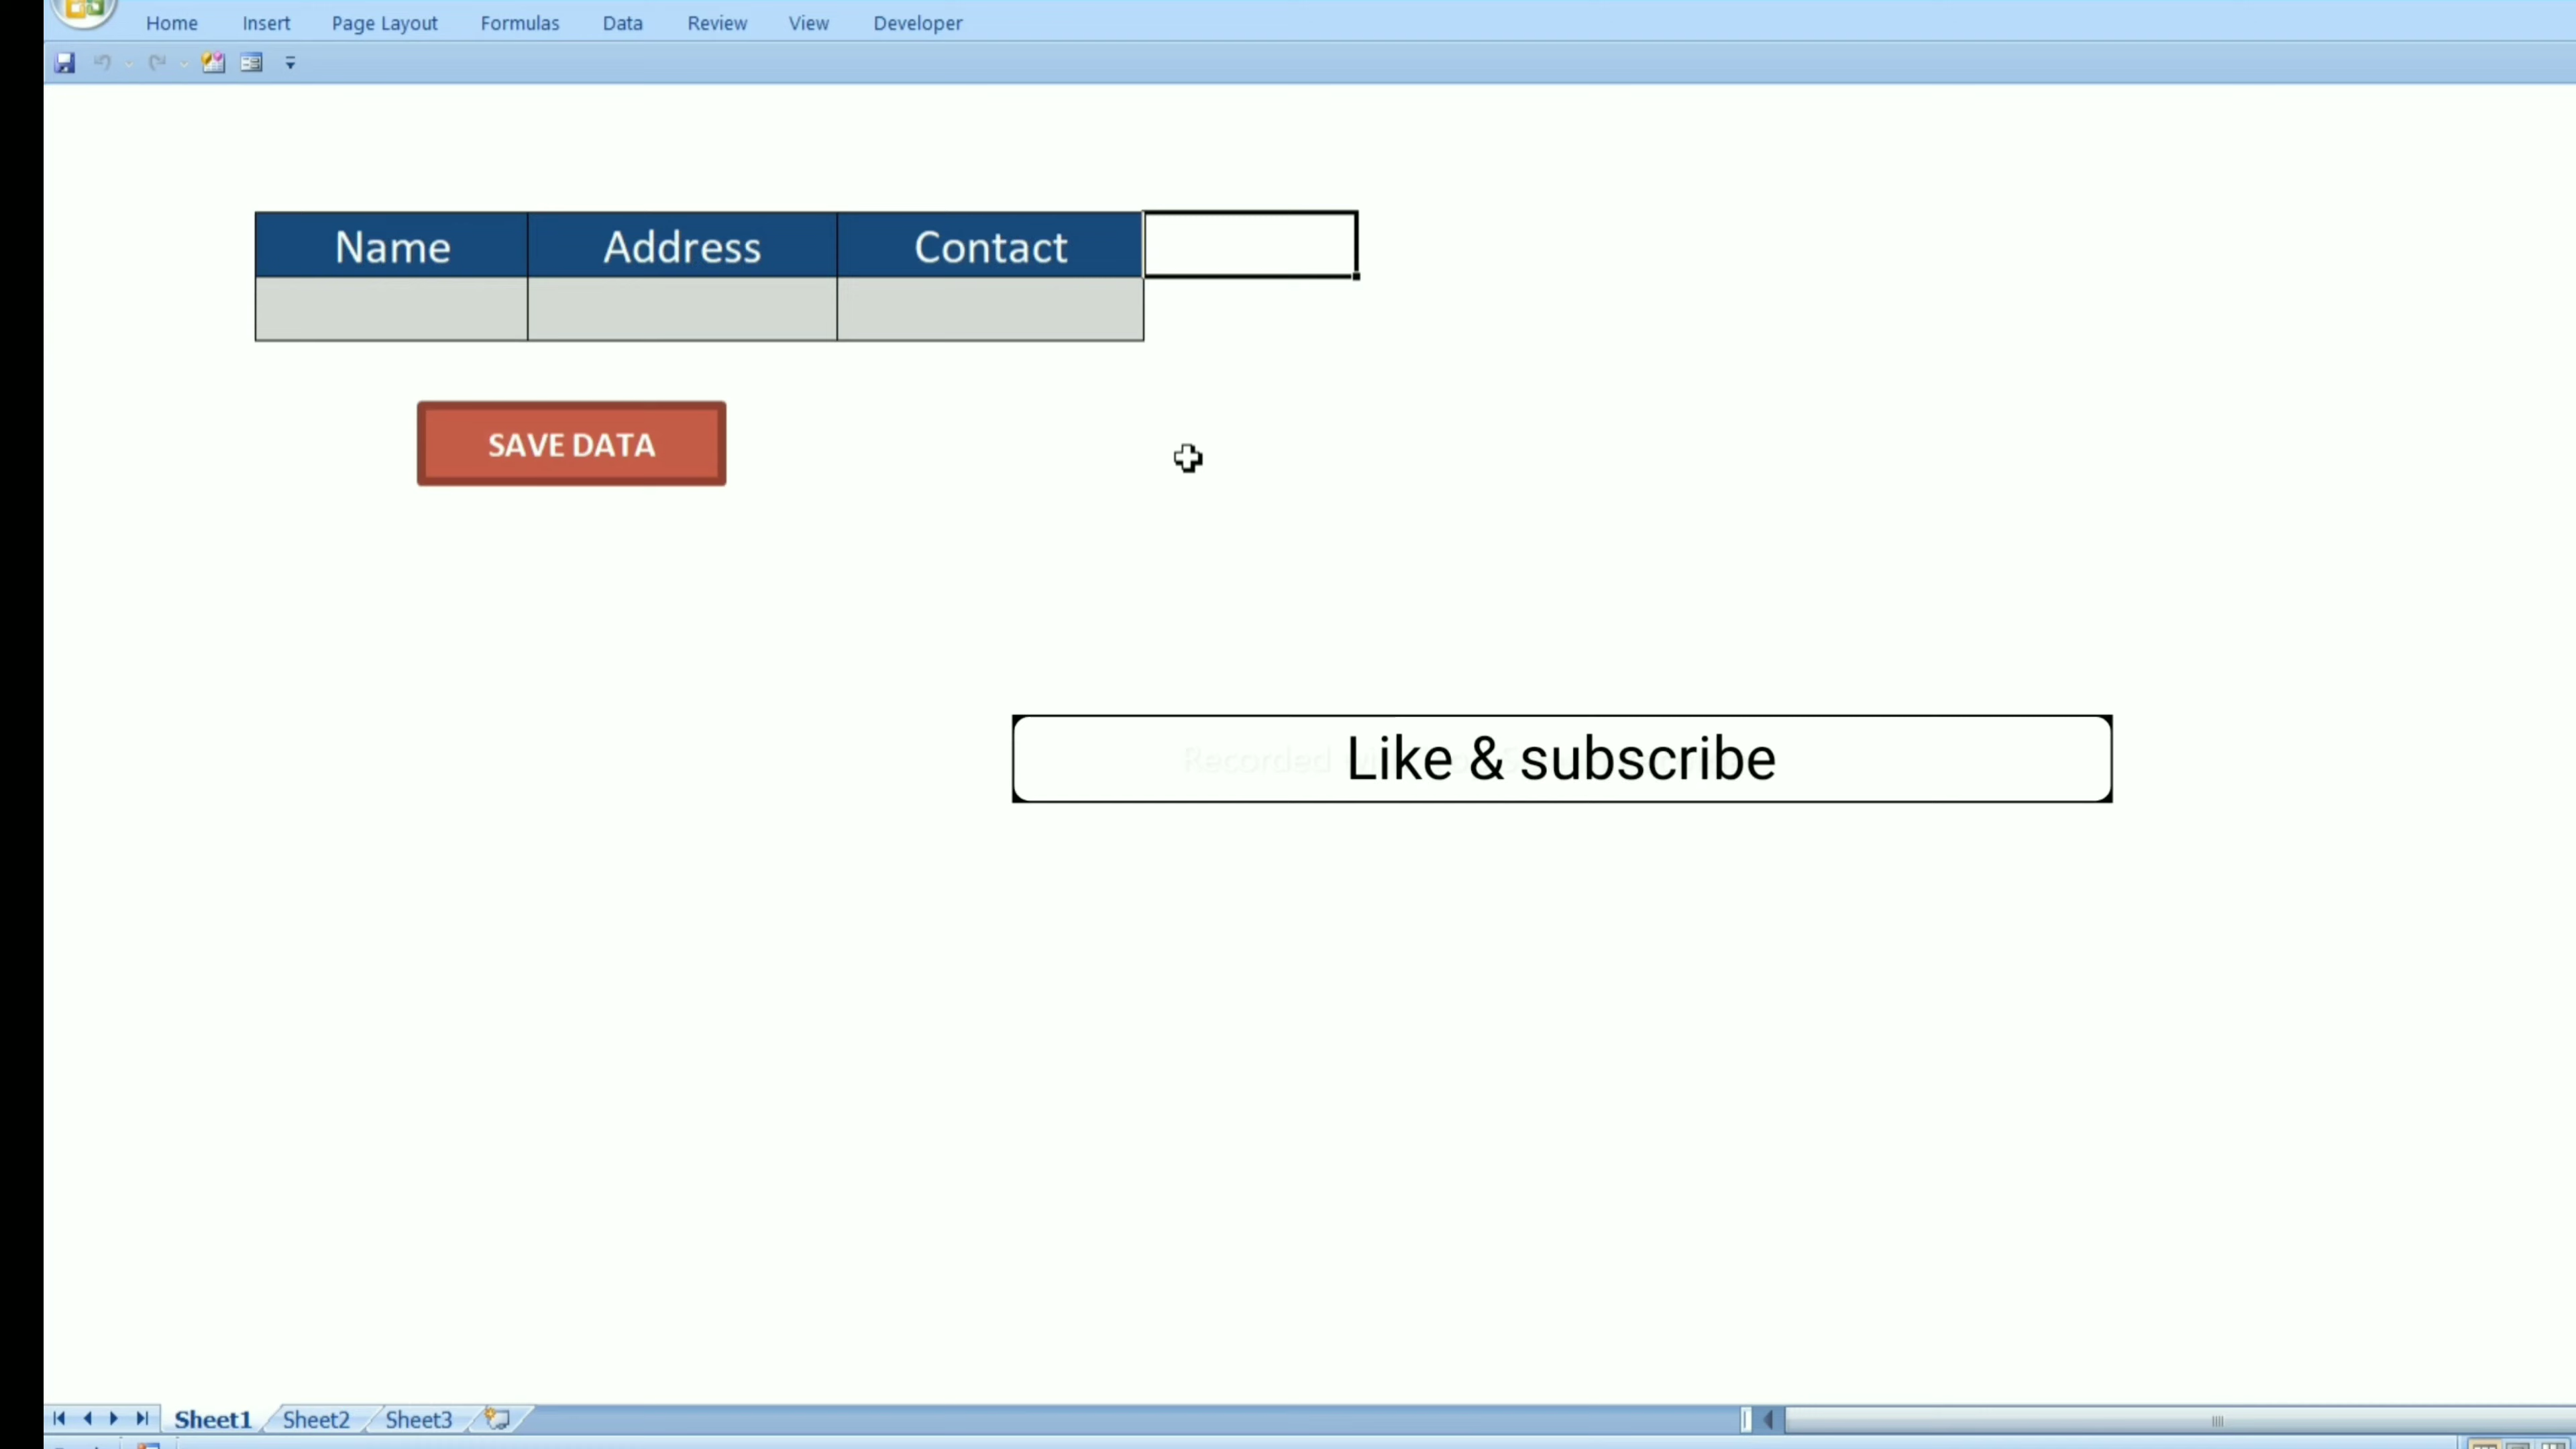 Home Insert Page Layout Formulas Data Review View Developer
Name Address Contact
SAVE DATA
Like & subscribe
Recorded
Sheet1 Sheet2 Sheet3